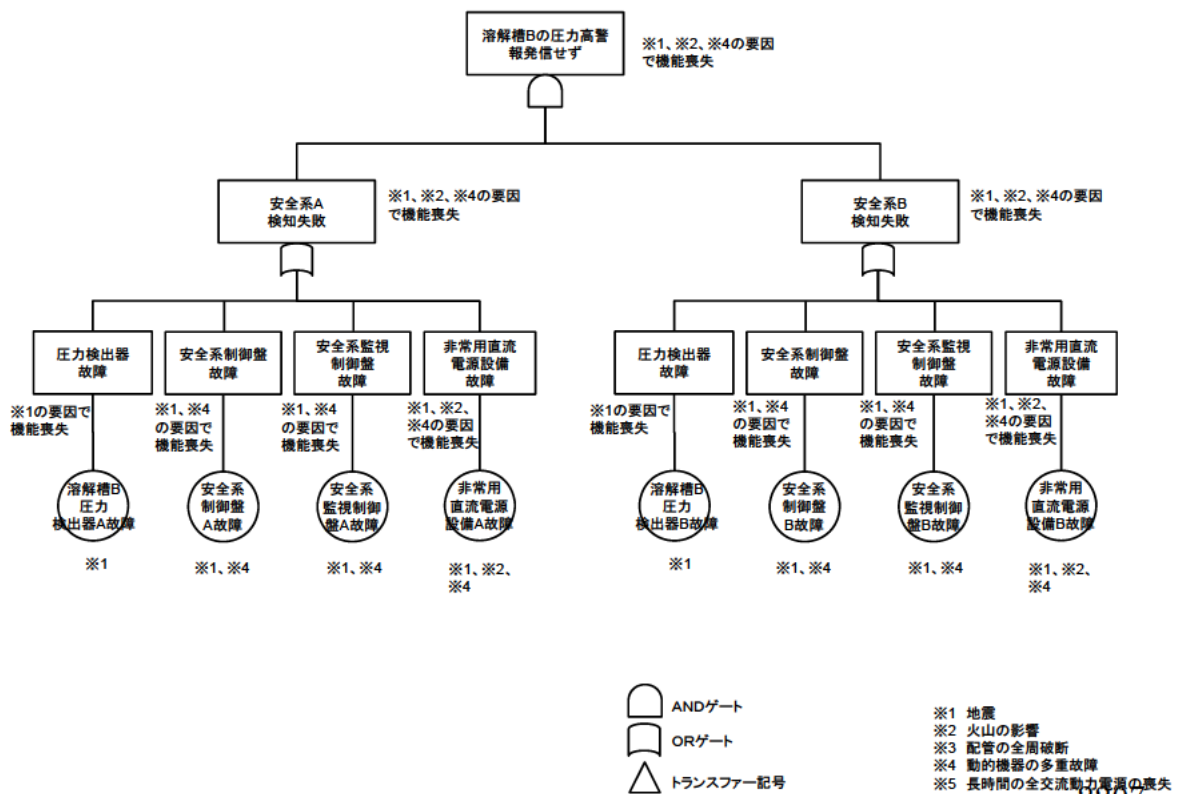 溶解槽Bの圧力高警
報発信せず
※1、※2、※4の要因
で機能喪失
安全系A
検知失敗
※1、※2、※4の要因
で機能喪失
安全系B
検知失敗
※1、※2、※4の要因
で機能喪失
圧力検出器
故障
安全系制御盤
故障
安全系監視
制御盤
故障
非常用直流
電源設備
故障
圧力検出器
故障
安全系制御盤
故障
安全系監視
制御盤
故障
非常用直流
電源設備
故障
※1の要因で
機能喪失
※1、※4
の要因で
機能喪失
※1、※4
の要因で
機能喪失
※1、※2、
※4の要因
で機能喪失
※1の要因で
機能喪失
※1、※4
の要因で
機能喪失
※1、※4
の要因で
機能喪失
※1、※2、
※4の要因
で機能喪失
溶解槽B
圧力
検出器A故障
安全系
制御盤
A故障
安全系
監視制御
盤A故障
非常用
直流電源
設備A故障
溶解槽B
圧力
検出器B故障
安全系
制御盤
B故障
安全系
監視制御
盤B故障
非常用
直流電源
設備B故障
※1
※1、※4
※1、※4
※1、※2、
※4
※1
※1、※4
※1、※4
※1、※2、
※4
ANDゲート
ORゲート
トランスファー記号
※1 地震
※2 火山の影響
※3 配管の全周破断
※4 動的機器の多重故障
※5 長時間の全交流動力電源の喪失